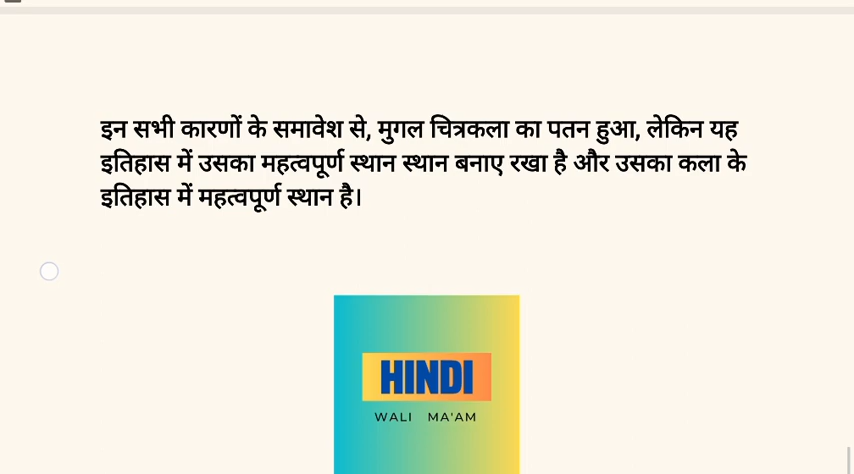 इन सभी कारणों के समावेश से, मुगल चित्रकला का पतन हुआ, लेकिन यह
इतिहास में उसका महत्वपूर्ण स्थान स्थान बनाए रखा है और उसका कला के
इतिहास में महत्वपूर्ण स्थान है।
HINDI
WALI MA'AM